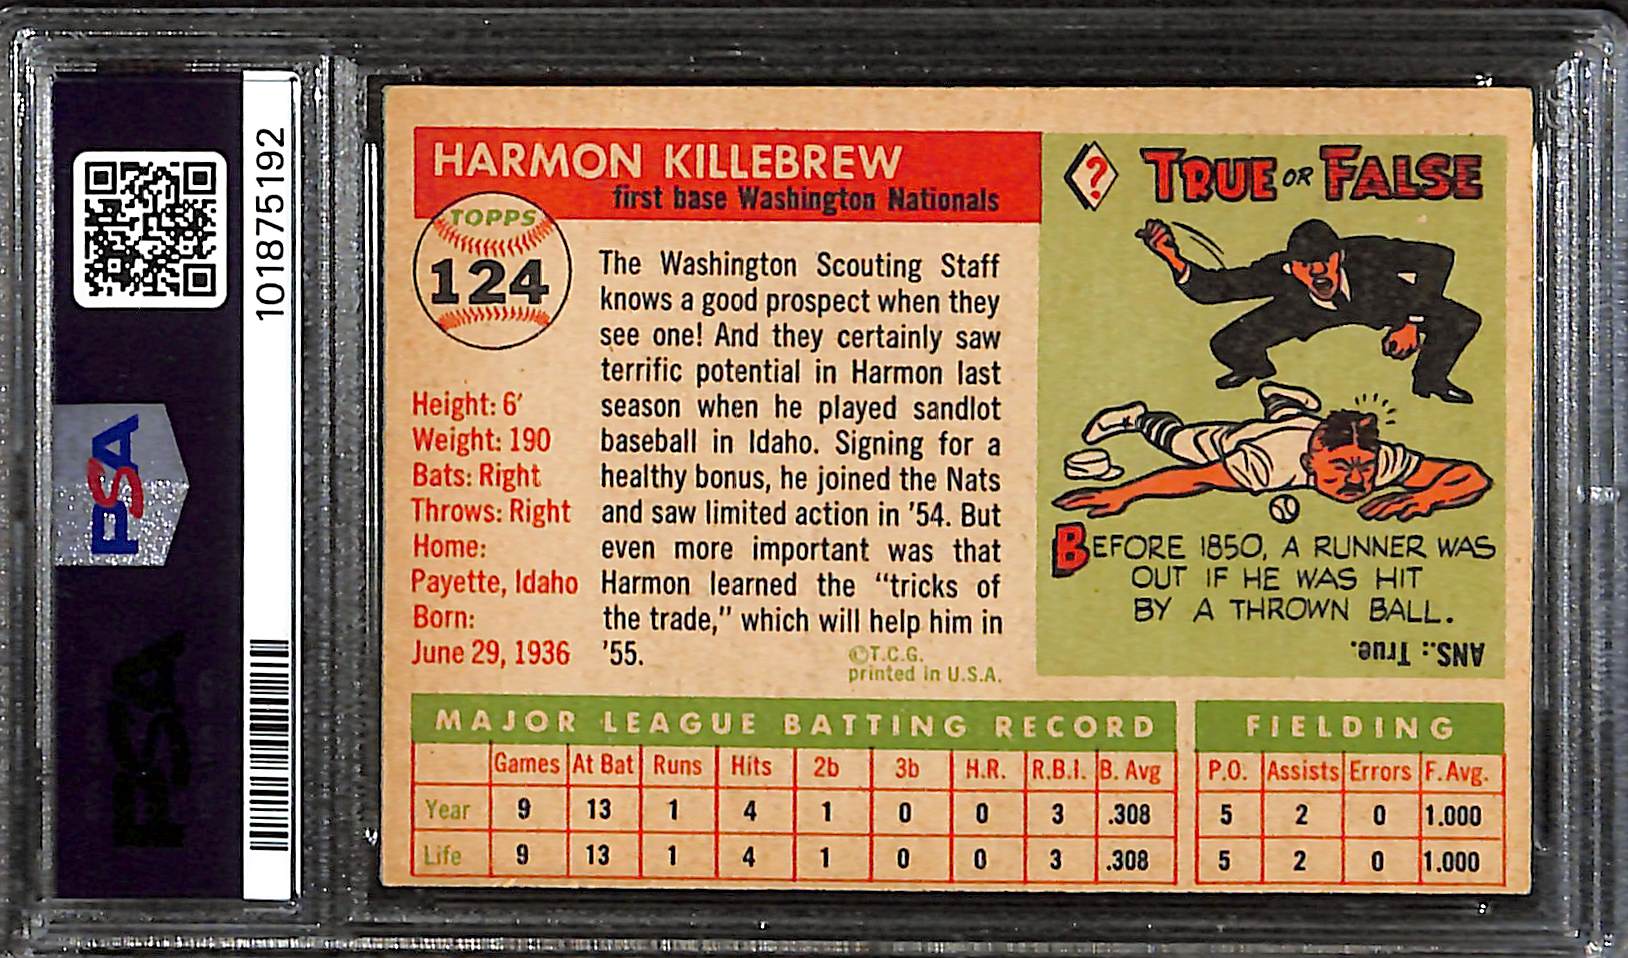 PSA
101875192
HARMON KILLEBREW
first base Washington Nationals
TOPPS
124
Height: 6'
Weight: 190
Bats: Right
Throws: Right
Home:
Payette, Idaho
Born:
June 29, 1936
The Washington Scouting Staff
knows a good prospect when they
see one! And they certainly saw
terrific potential in Harmon last
season when he played sandlot
baseball in Idaho. Signing for a
healthy bonus, he joined the Nats
and saw limited action in '54. But
even more important was that
Harmon learned the "tricks of
the trade," which will help him in
'55.
©T.C.G.
printed in U.S.A.
?
TRUE OR FALSE
BEFORE 1850, A RUNNER WAS
OUT IF HE WAS HIT
BY A THROWN BALL.
ANS.: True.
MAJOR LEAGUE BATTING RECORD
Games At Bat Runs Hits 2b 3b H.R. R.B.I. B. Avg
Year 9 13 1 4 1 0 0 3 .308
Life 9 13 1 4 1 0 0 3 .308
FIELDING
P.O. Assists Errors F.Avg.
5 2 0 1.000
5 2 0 1.000
PSA